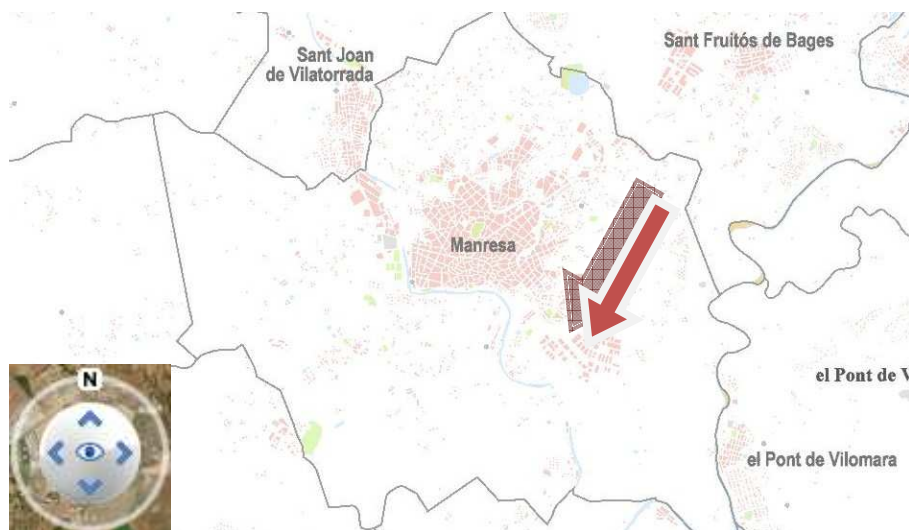 Sant Joan
de Vilatorrada
Sant Fruitós de Bages
Manresa
N
el Pont de V
el Pont de Vilomara